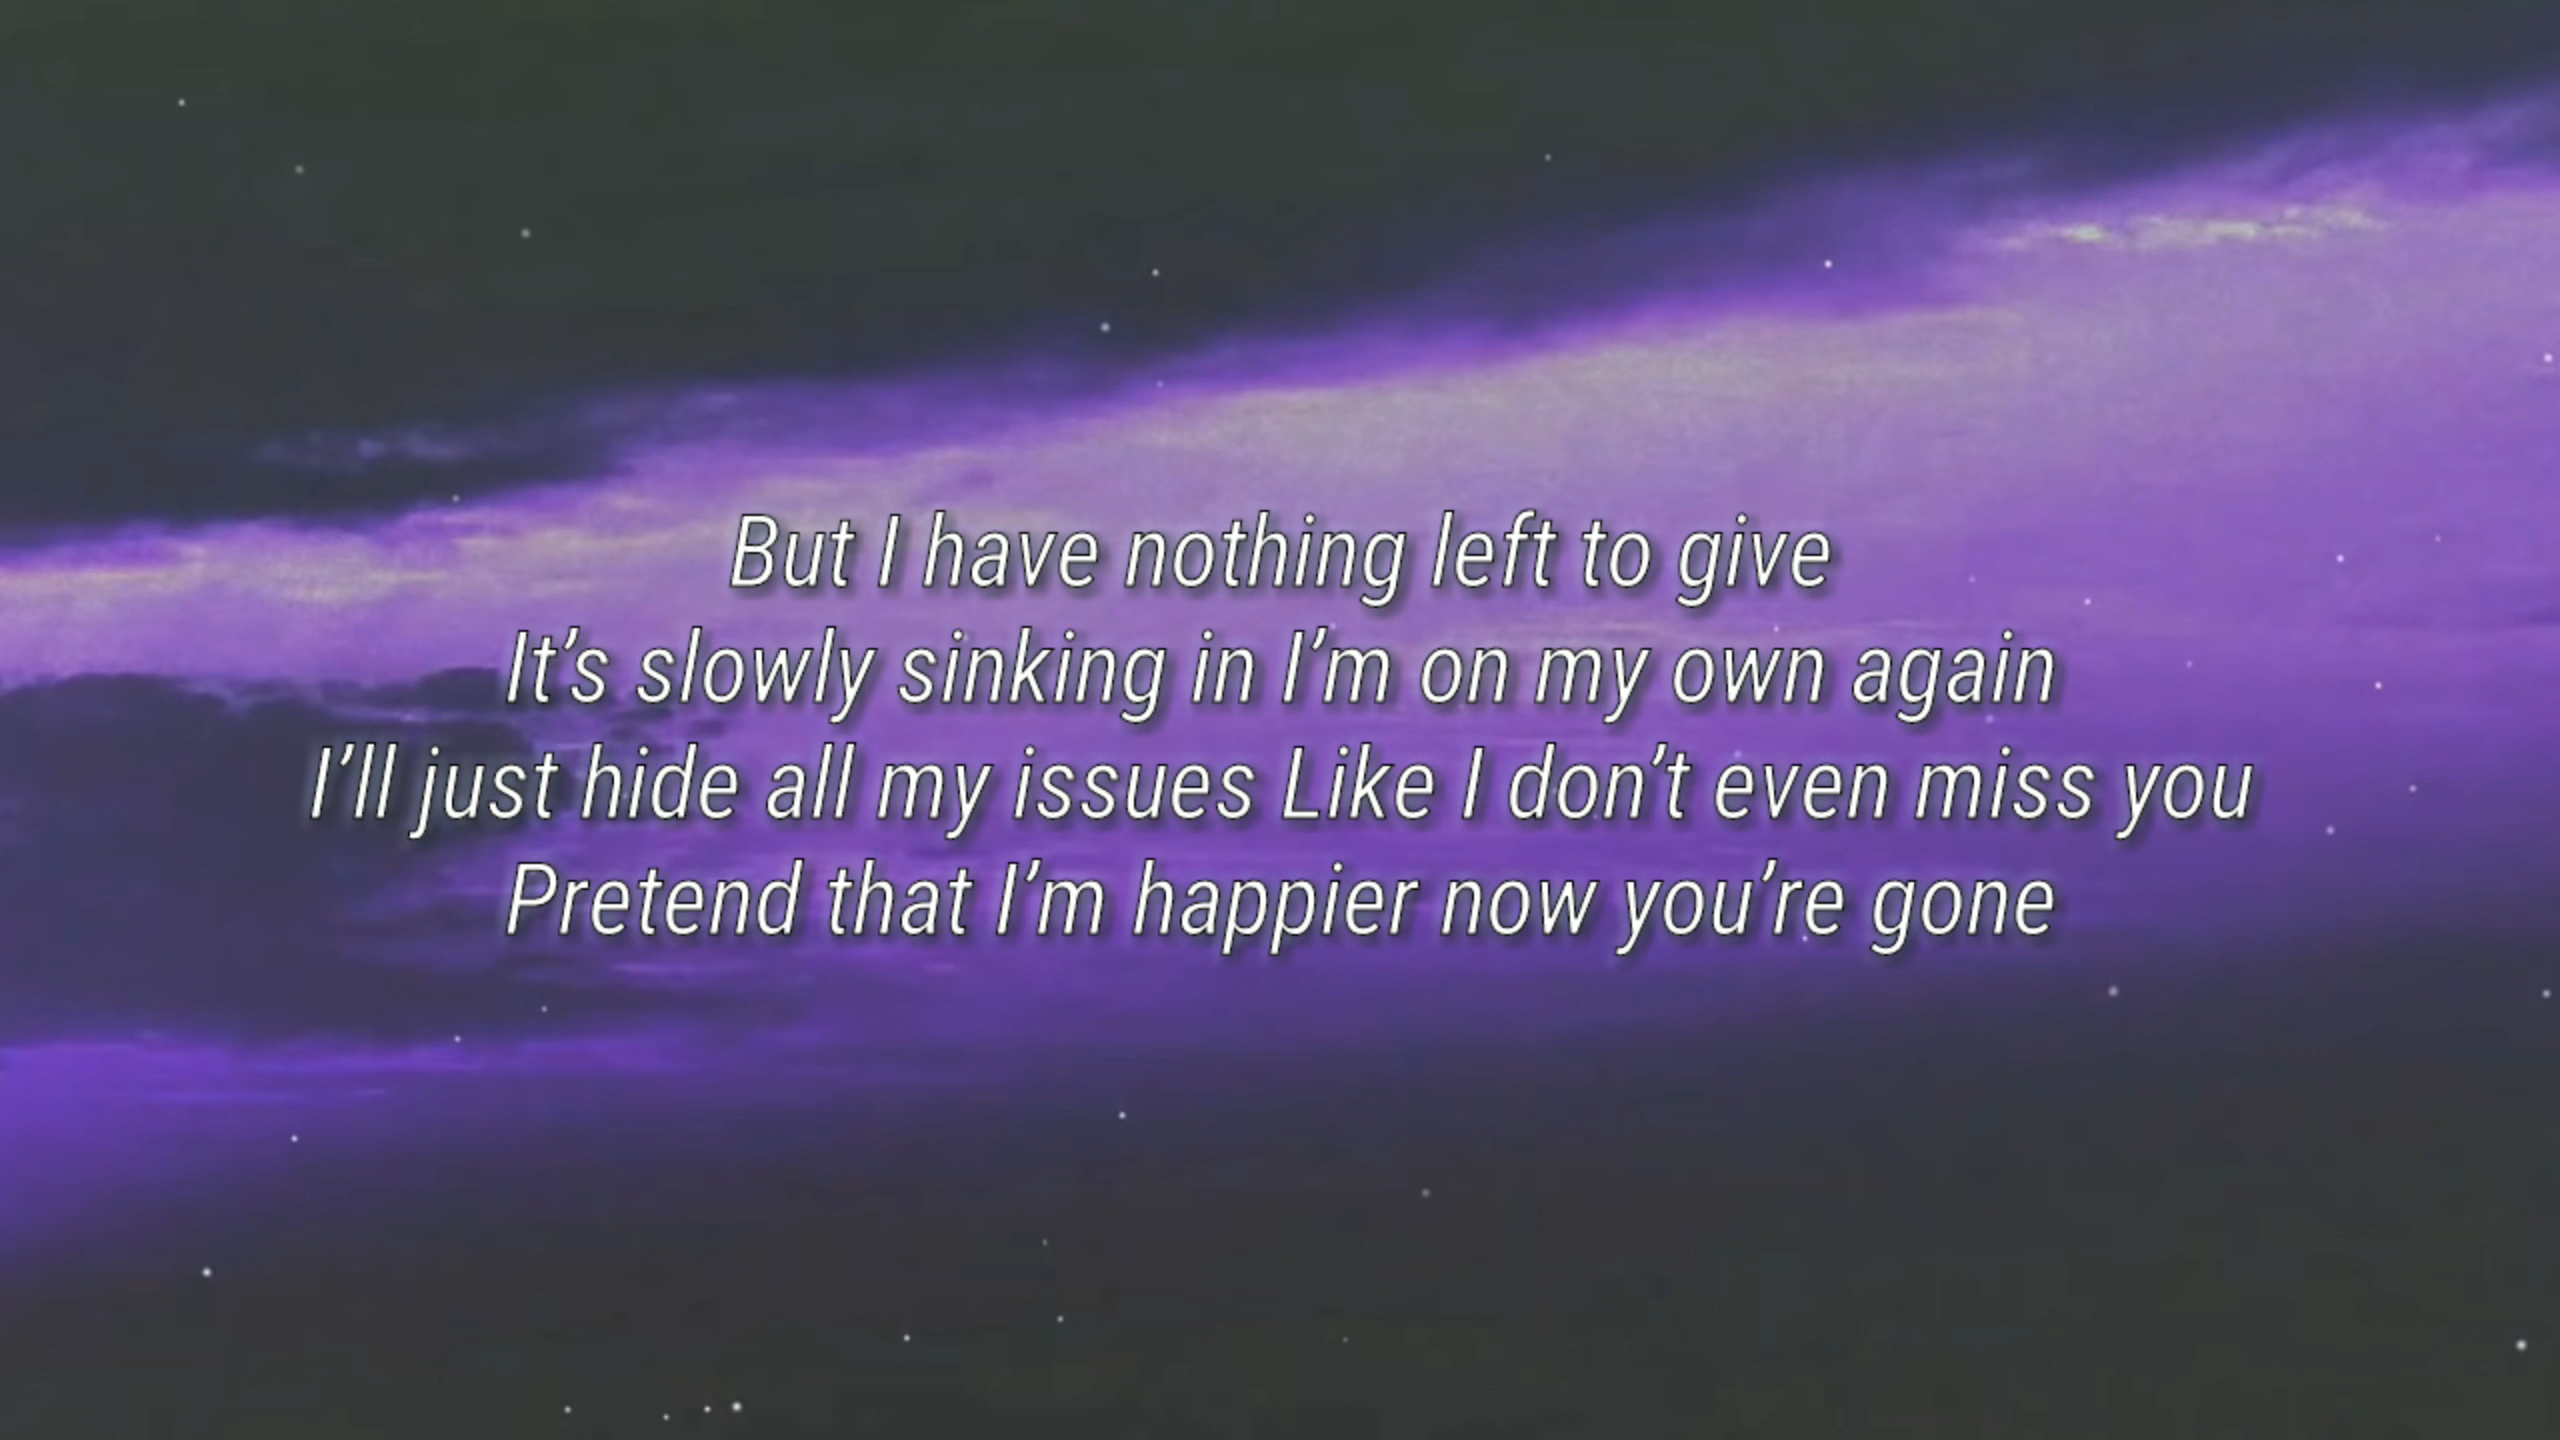 But I have nothing left to give
It’s slowly sinking in I’m on my own again
I’ll just hide all my issues Like I don’t even miss you
Pretend that I’m happier now you’re gone